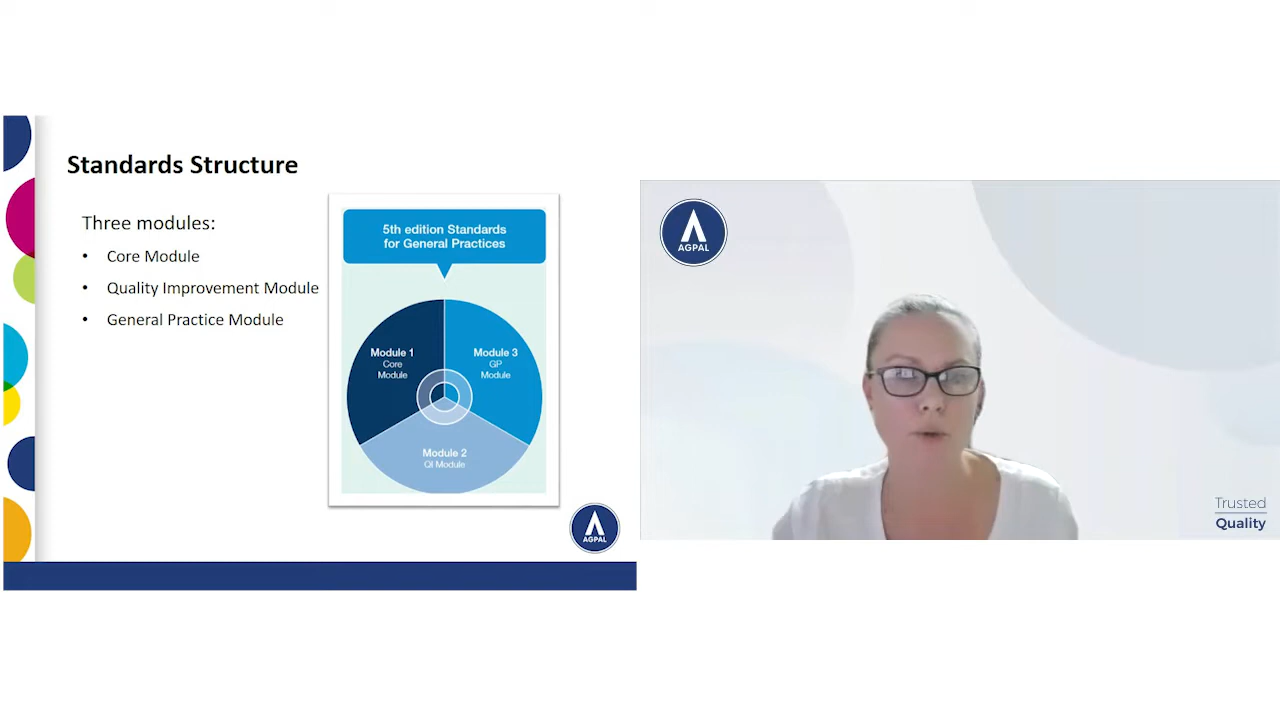 Standards Structure
Three modules:
• Core Module
• Quality Improvement Module
• General Practice Module
5th edition Standards
for General Practices
Module 1
Core
Module
Module 3
GP
Module
Module 2
QI Module
AGPAL
AGPAL
Trusted
Quality